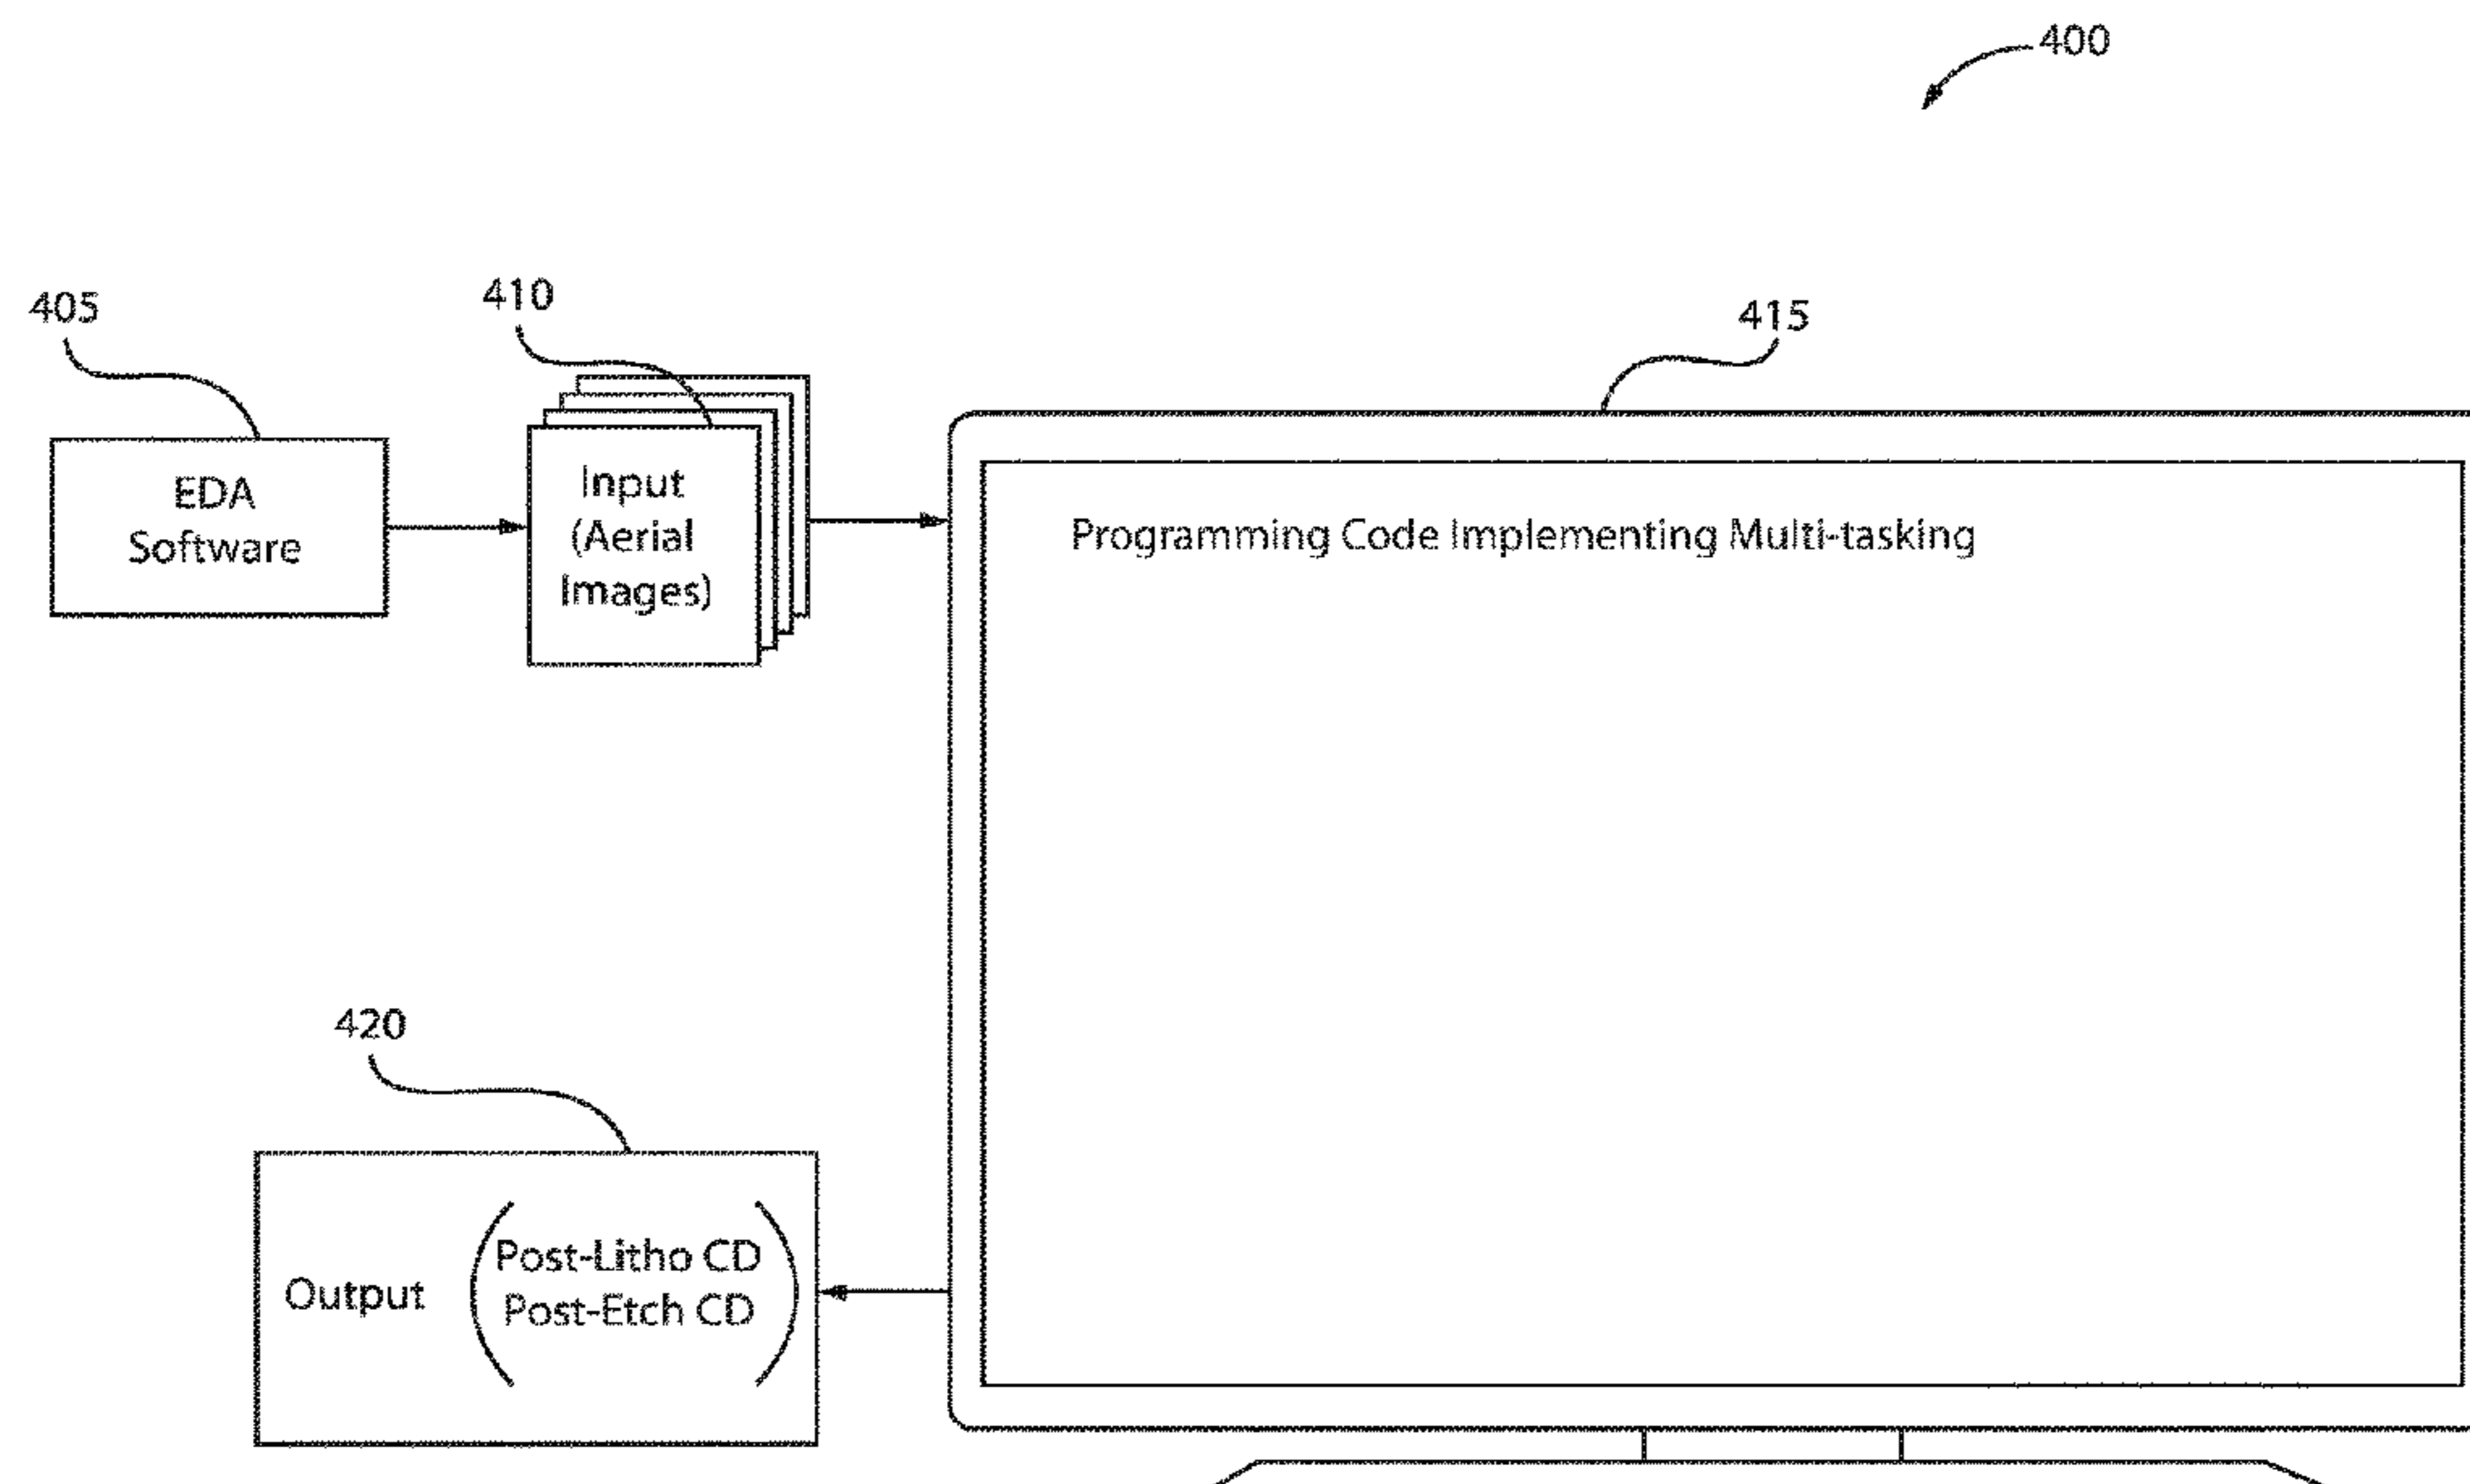 400
405
410
415
EDA
Software
Input
(Aerial
Images)
Programming Code Implementing Multi-tasking
420
Output
Post-Litho CD
Post-Etch CD